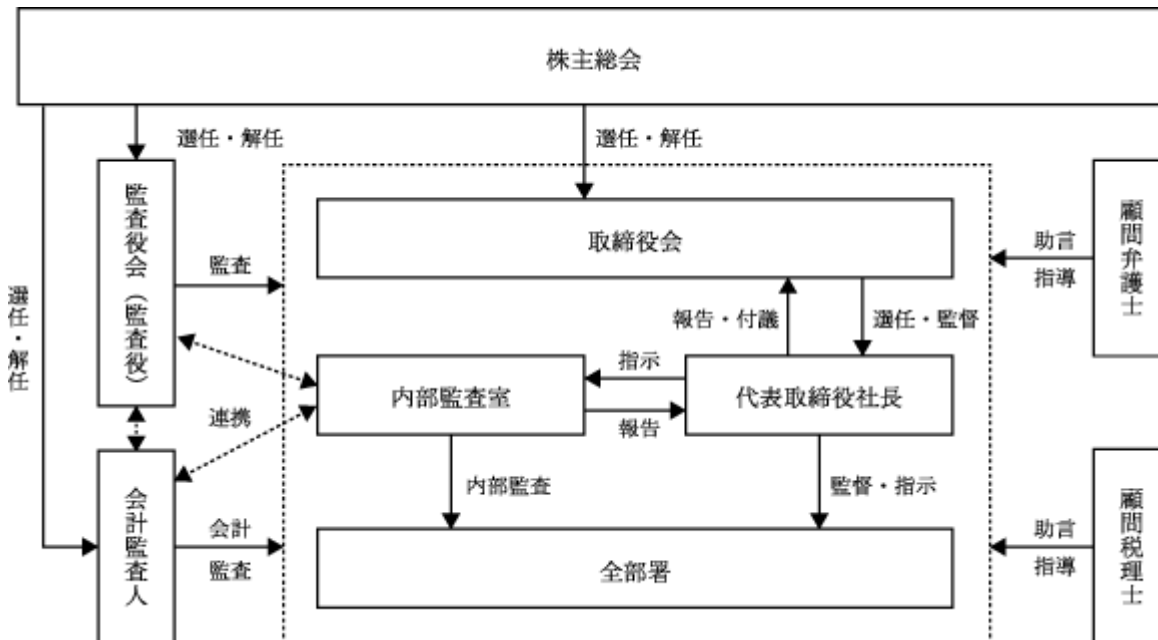 株主総会
選任・解任
選任・解任
監査役会（監査役）
取締役会
顧問弁護士
監査
助言
指導
選任・解任
報告・付議
選任・監督
内部監査室
指示
報告
代表取締役社長
連携
内部監査
監督・指示
会計監査人
会計
監査
全部署
助言
指導
顧問税理士